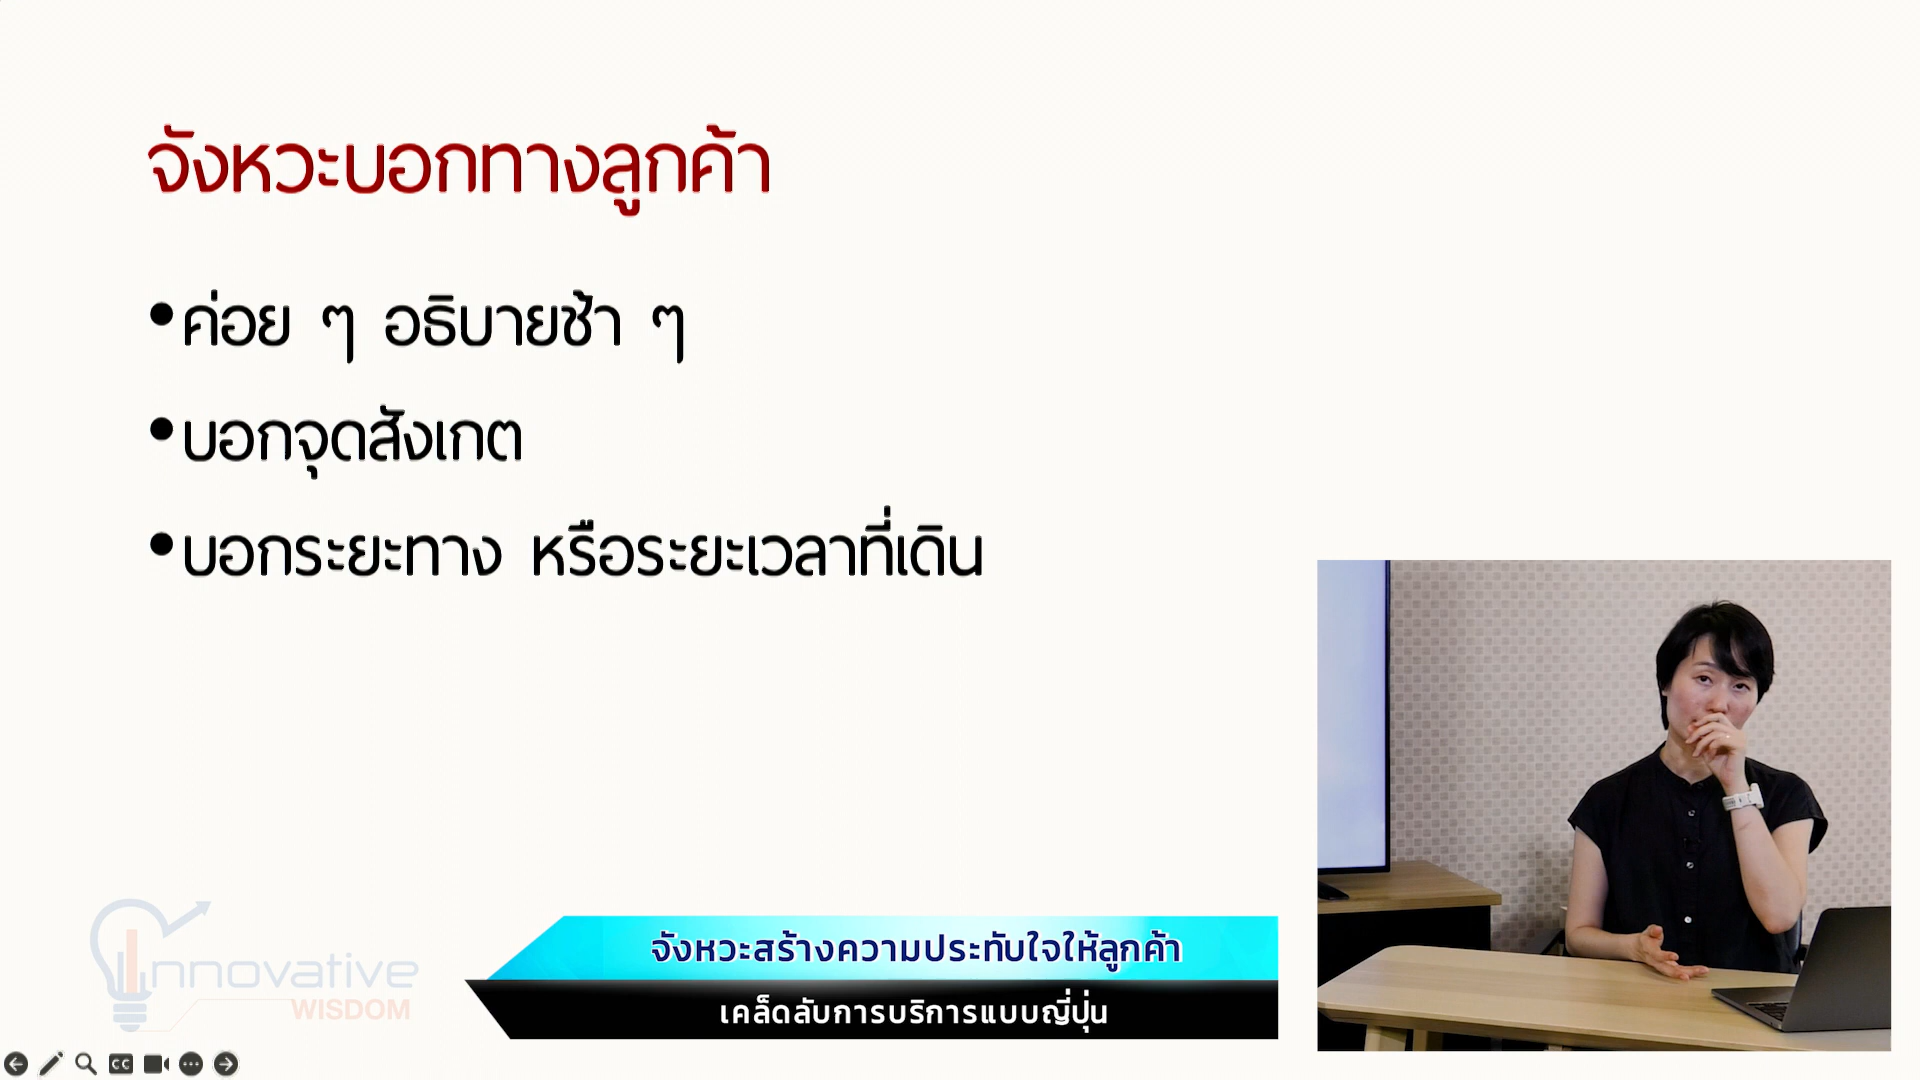 จังหวะบอกทางลูกค้า
•ค่อย ๆ อธิบายช้า ๆ
•บอกจุดสังเกต
•บอกระยะทาง หรือระยะเวลาที่เดิน
จังหวะสร้างความประทับใจให้ลูกค้า
เคล็ดลับการบริการแบบญี่ปุ่น
innovative
WISDOM
CC